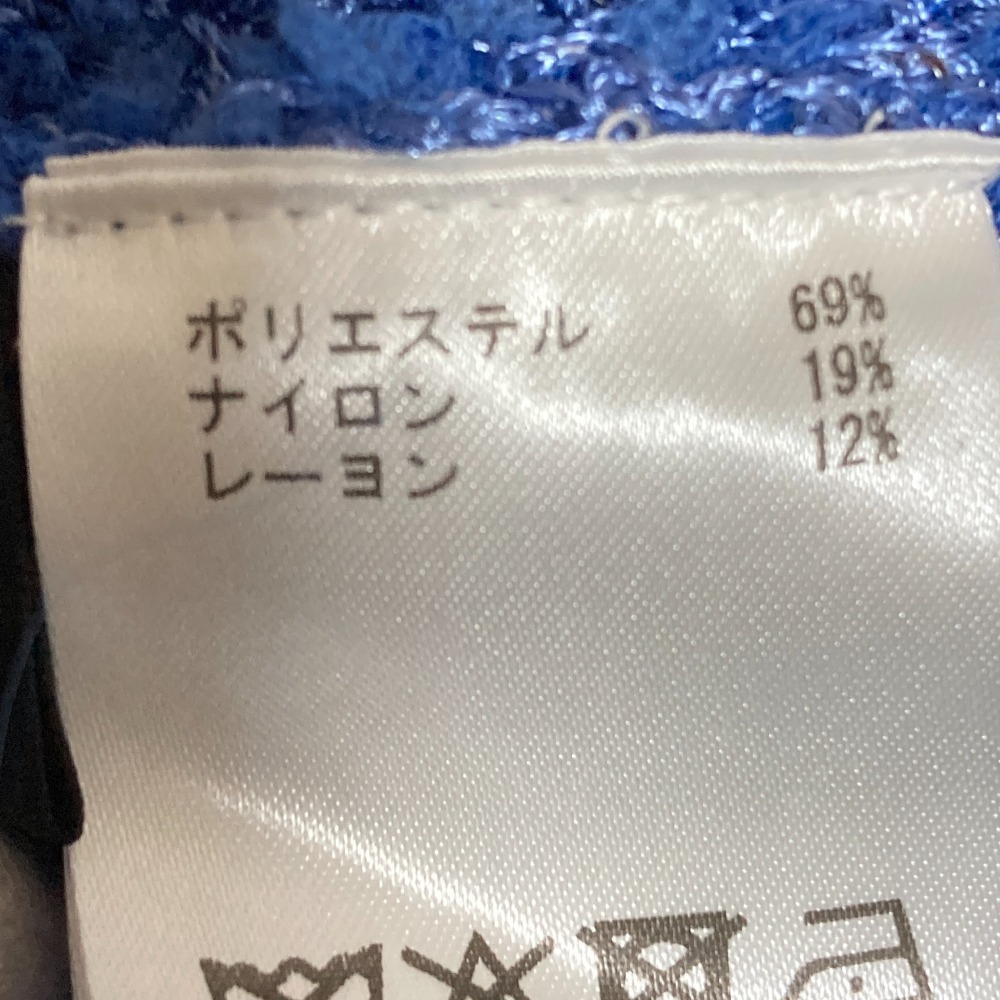 ポリエステル 69%
ナイロン 19%
レーヨン 12%